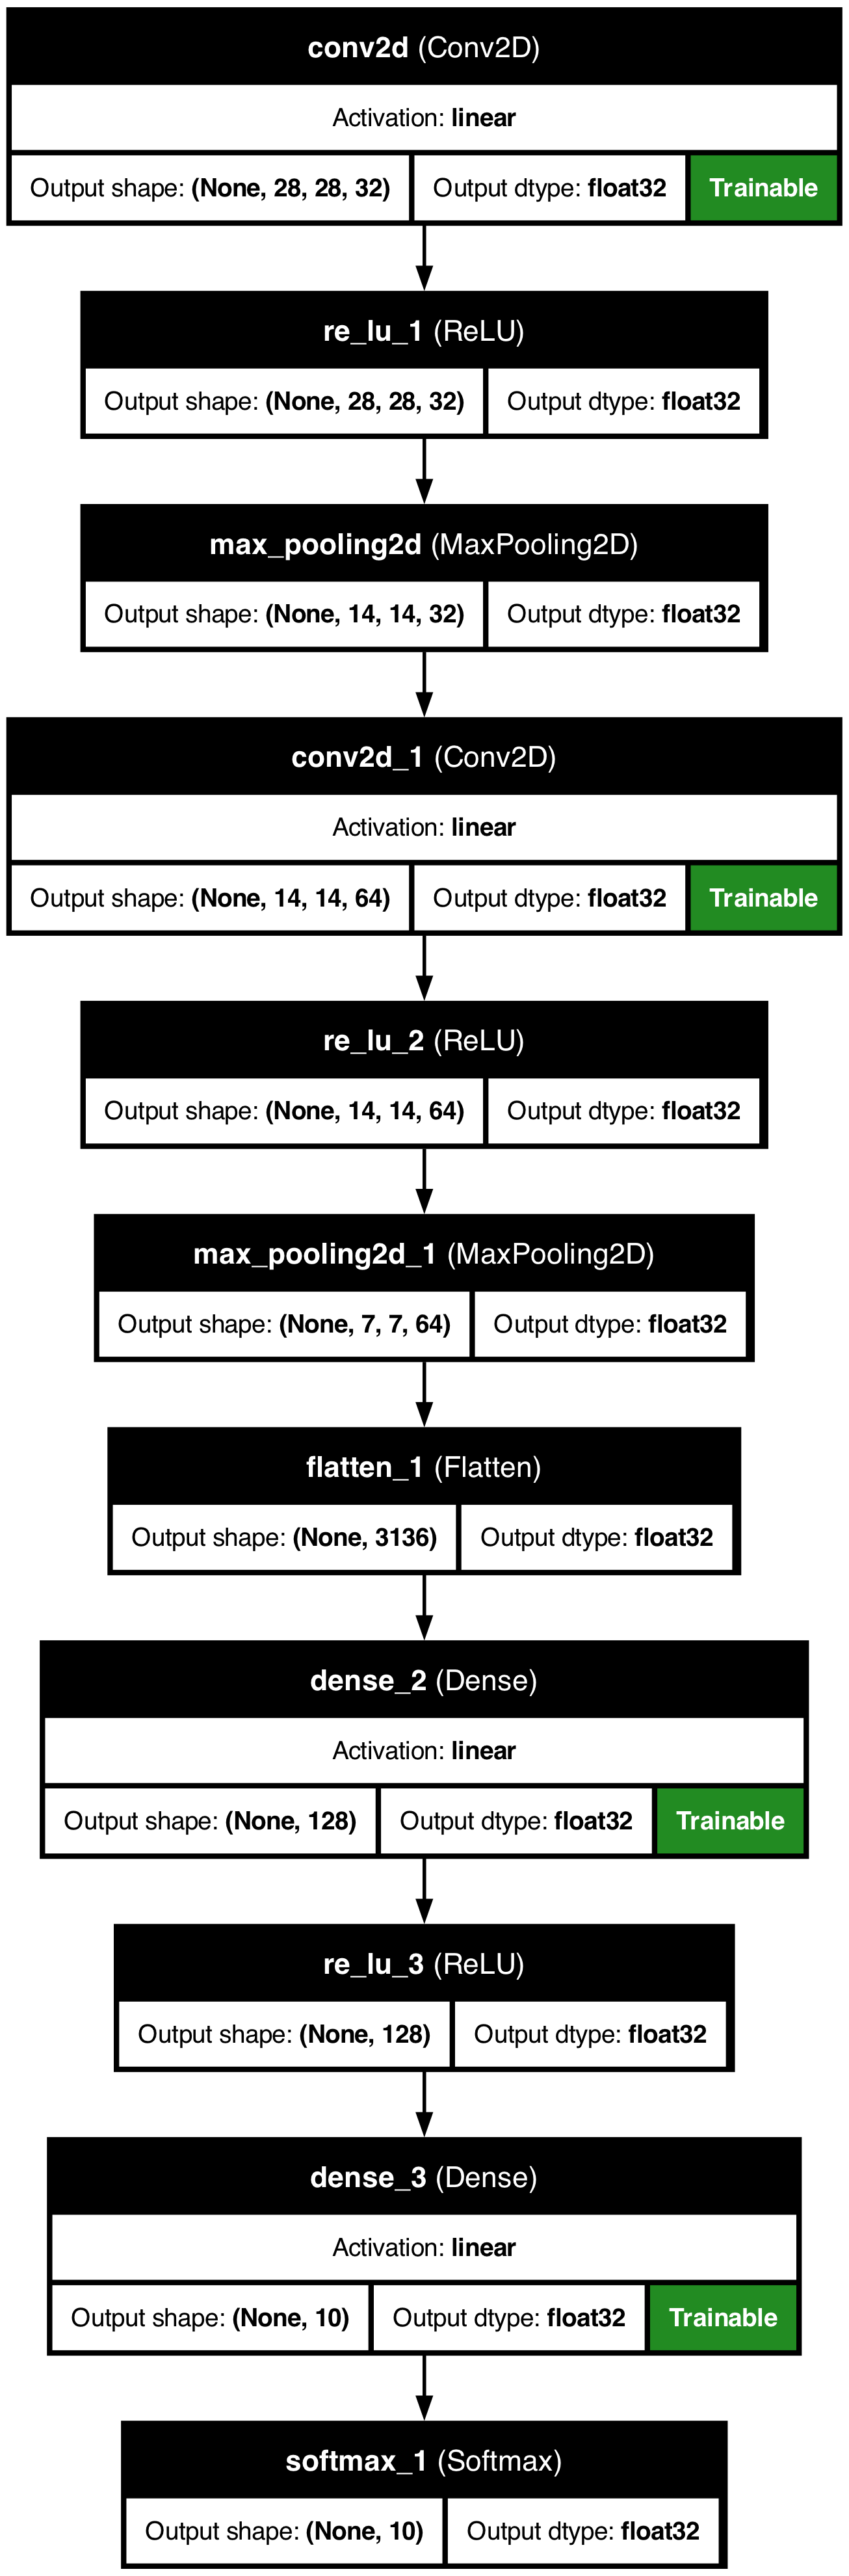 conv2d (Conv2D)
Activation: linear
Output shape: (None, 28, 28, 32) Output dtype: float32 Trainable
re_lu_1 (ReLU)
Output shape: (None, 28, 28, 32) Output dtype: float32
max_pooling2d (MaxPooling2D)
Output shape: (None, 14, 14, 32) Output dtype: float32
conv2d_1 (Conv2D)
Activation: linear
Output shape: (None, 14, 14, 64) Output dtype: float32 Trainable
re_lu_2 (ReLU)
Output shape: (None, 14, 14, 64) Output dtype: float32
max_pooling2d_1 (MaxPooling2D)
Output shape: (None, 7, 7, 64) Output dtype: float32
flatten_1 (Flatten)
Output shape: (None, 3136) Output dtype: float32
dense_2 (Dense)
Activation: linear
Output shape: (None, 128) Output dtype: float32 Trainable
re_lu_3 (ReLU)
Output shape: (None, 128) Output dtype: float32
dense_3 (Dense)
Activation: linear
Output shape: (None, 10) Output dtype: float32 Trainable
softmax_1 (Softmax)
Output shape: (None, 10) Output dtype: float32